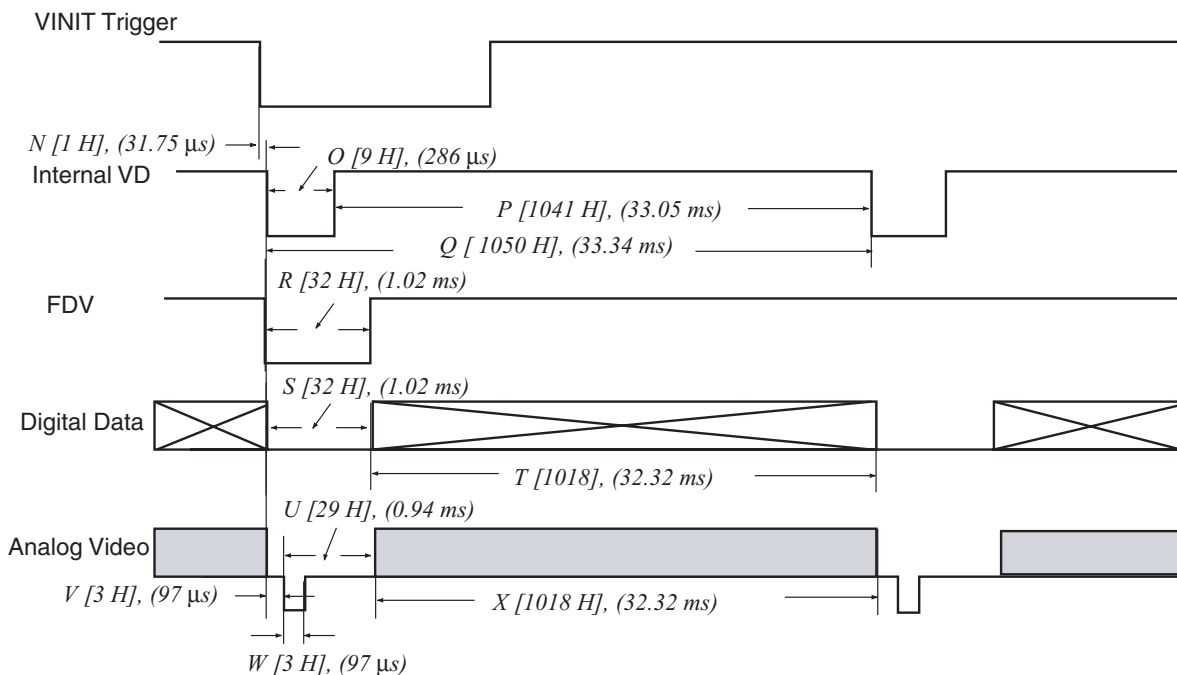 VINIT Trigger
N [1 H], (31.75 µs)
O [9 H], (286 µs)
Internal VD
P [1041 H], (33.05 ms)
Q [ 1050 H], (33.34 ms)
R [32 H], (1.02 ms)
FDV
S [32 H], (1.02 ms)
Digital Data
T [1018], (32.32 ms)
U [29 H], (0.94 ms)
Analog Video
V [3 H], (97 µs)
X [1018 H], (32.32 ms)
W [3 H], (97 µs)